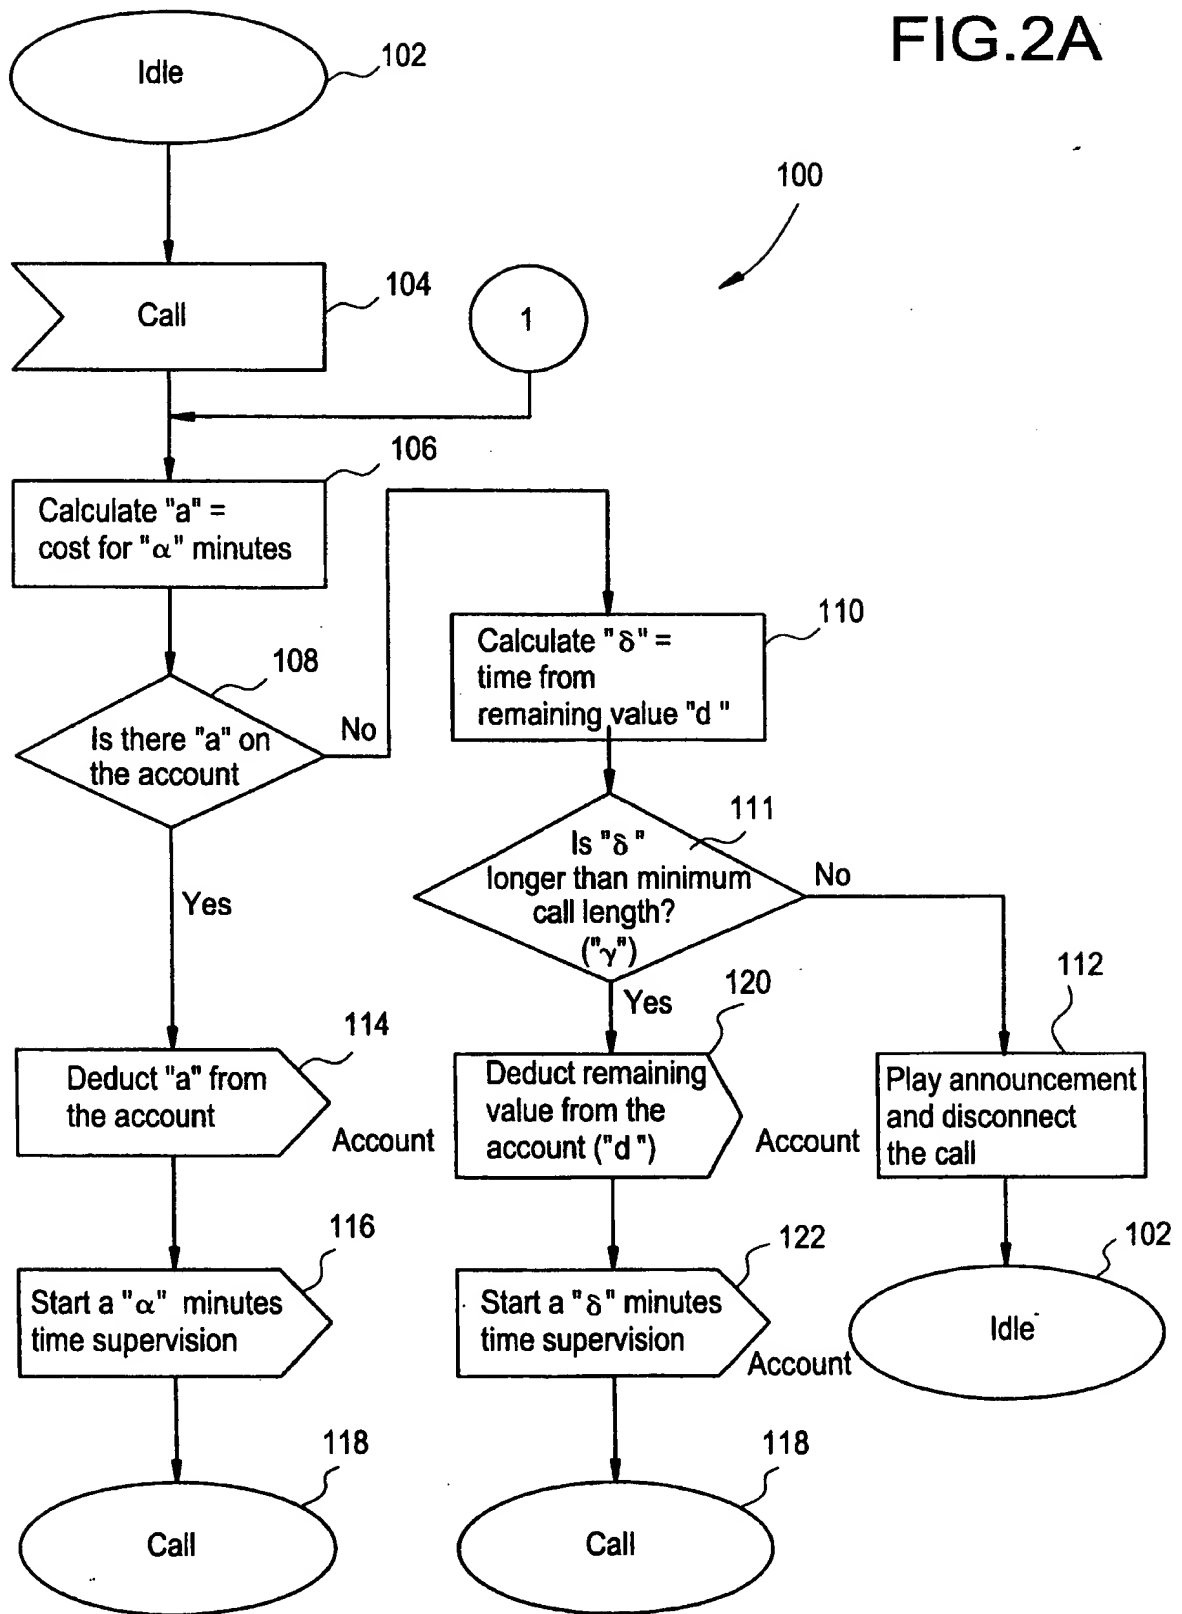 FIG.2A
Idle
102
100
Call
104
1
106
Calculate "a" =
cost for "α" minutes
108
Is there "a" on
the account
No
Calculate "δ" =
time from
remaining value "d "
110
111
Is "δ"
longer than minimum
call length?
("γ")
No
Yes
Yes
114
Deduct "a" from
the account
Account
120
Deduct remaining
value from the
account ("d ")
Account
112
Play announcement
and disconnect
the call
116
Start a "α" minutes
time supervision
122
Start a "δ" minutes
time supervision
Account
102
Idle
118
Call
118
Call